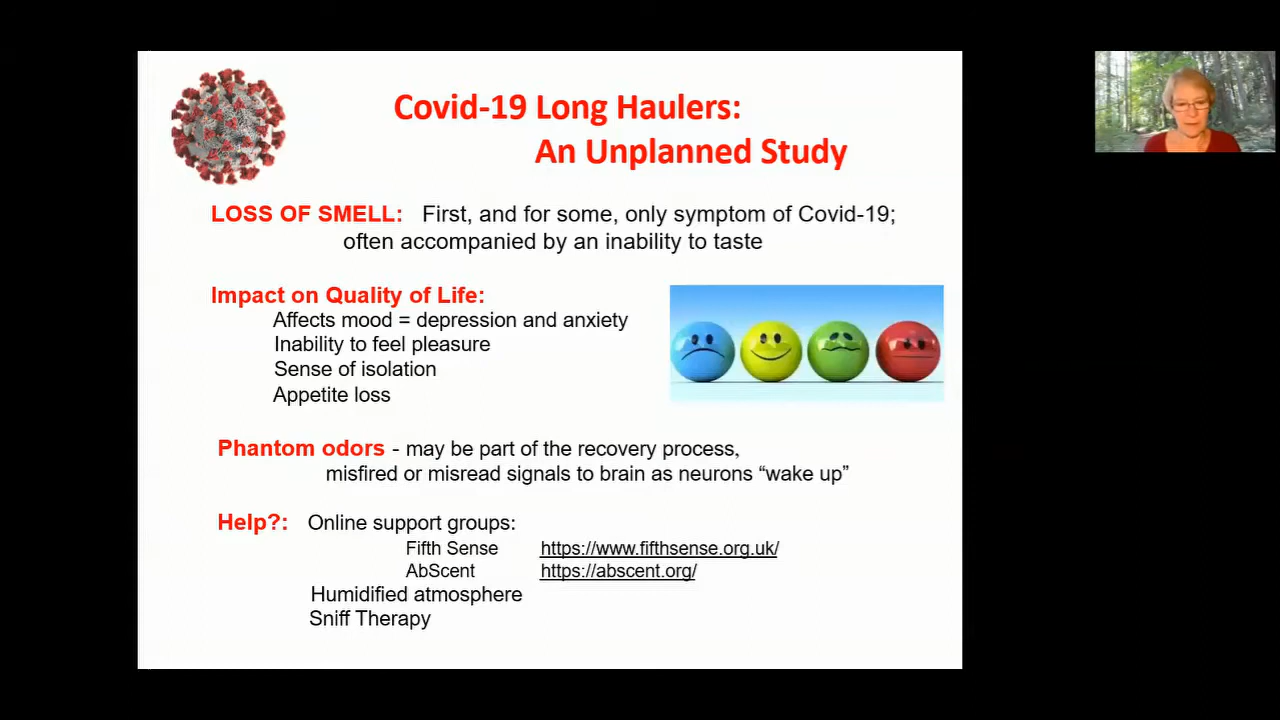 Covid-19 Long Haulers:
An Unplanned Study
LOSS OF SMELL: First, and for some, only symptom of Covid-19;
often accompanied by an inability to taste
Impact on Quality of Life:
Affects mood = depression and anxiety
Inability to feel pleasure
Sense of isolation
Appetite loss
Phantom odors - may be part of the recovery process,
misfired or misread signals to brain as neurons “wake up”
Help?: Online support groups:
Fifth Sense https://www.fifthsense.org.uk/
AbScent https://abscent.org/
Humidified atmosphere
Sniff Therapy